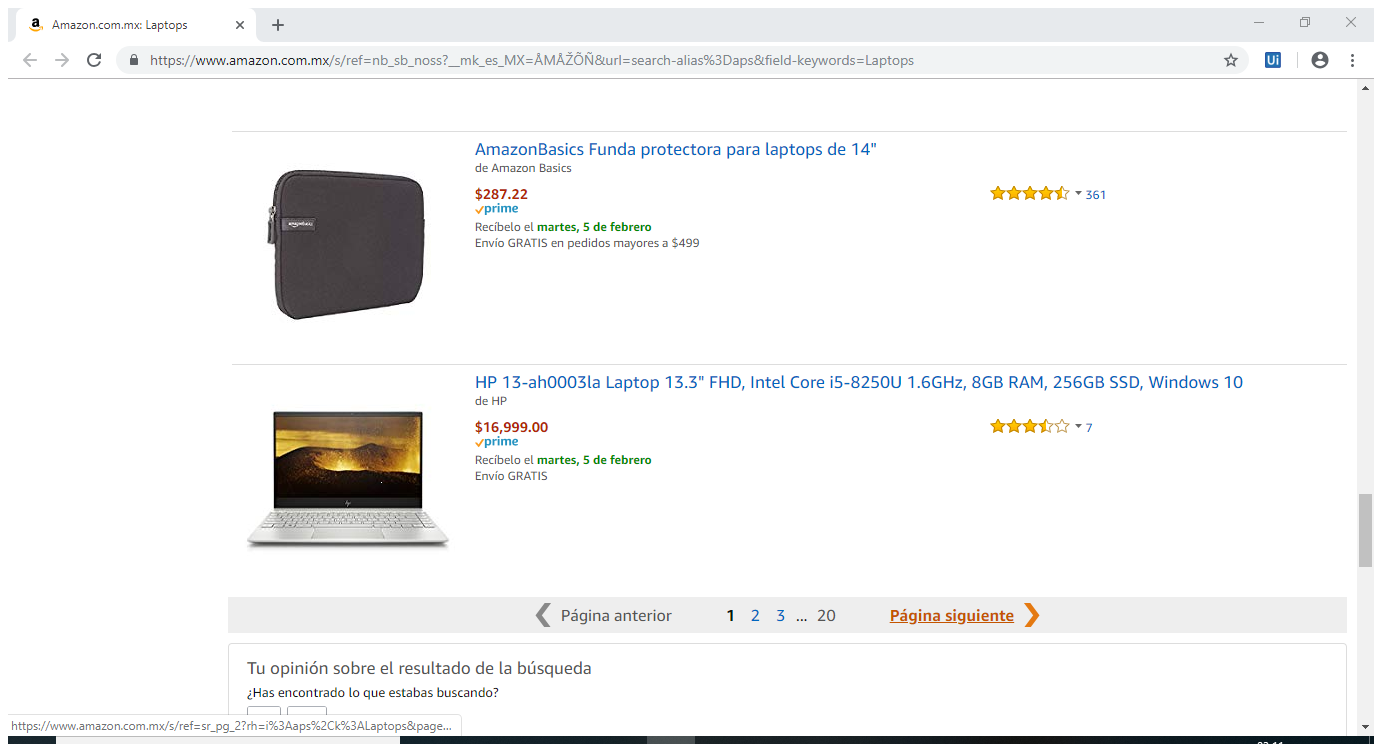 Amazon.com.mx: Laptops
https://www.amazon.com.mx/s/ref=nb_sb_noss?__mk_es_MX=ÅMÅŽÕÑ&url=search-alias%3Daps&field-keywords=Laptops
Ui
AmazonBasics Funda protectora para laptops de 14"
de Amazon Basics
$287.22
361
prime
Recíbelo el martes, 5 de febrero
Envío GRATIS en pedidos mayores a $499
HP 13-ah0003la Laptop 13.3" FHD, Intel Core i5-8250U 1.6GHz, 8GB RAM, 256GB SSD, Windows 10
de HP
$16,999.00
7
prime
Recíbelo el martes, 5 de febrero
Envío GRATIS
Página anterior 1 2 3 ... 20 Página siguiente
Tu opinión sobre el resultado de la búsqueda
¿Has encontrado lo que estabas buscando?
https://www.amazon.com.mx/s/ref=sr_pg_2?rh=i%3Aaps%2Ck%3ALaptops&page...